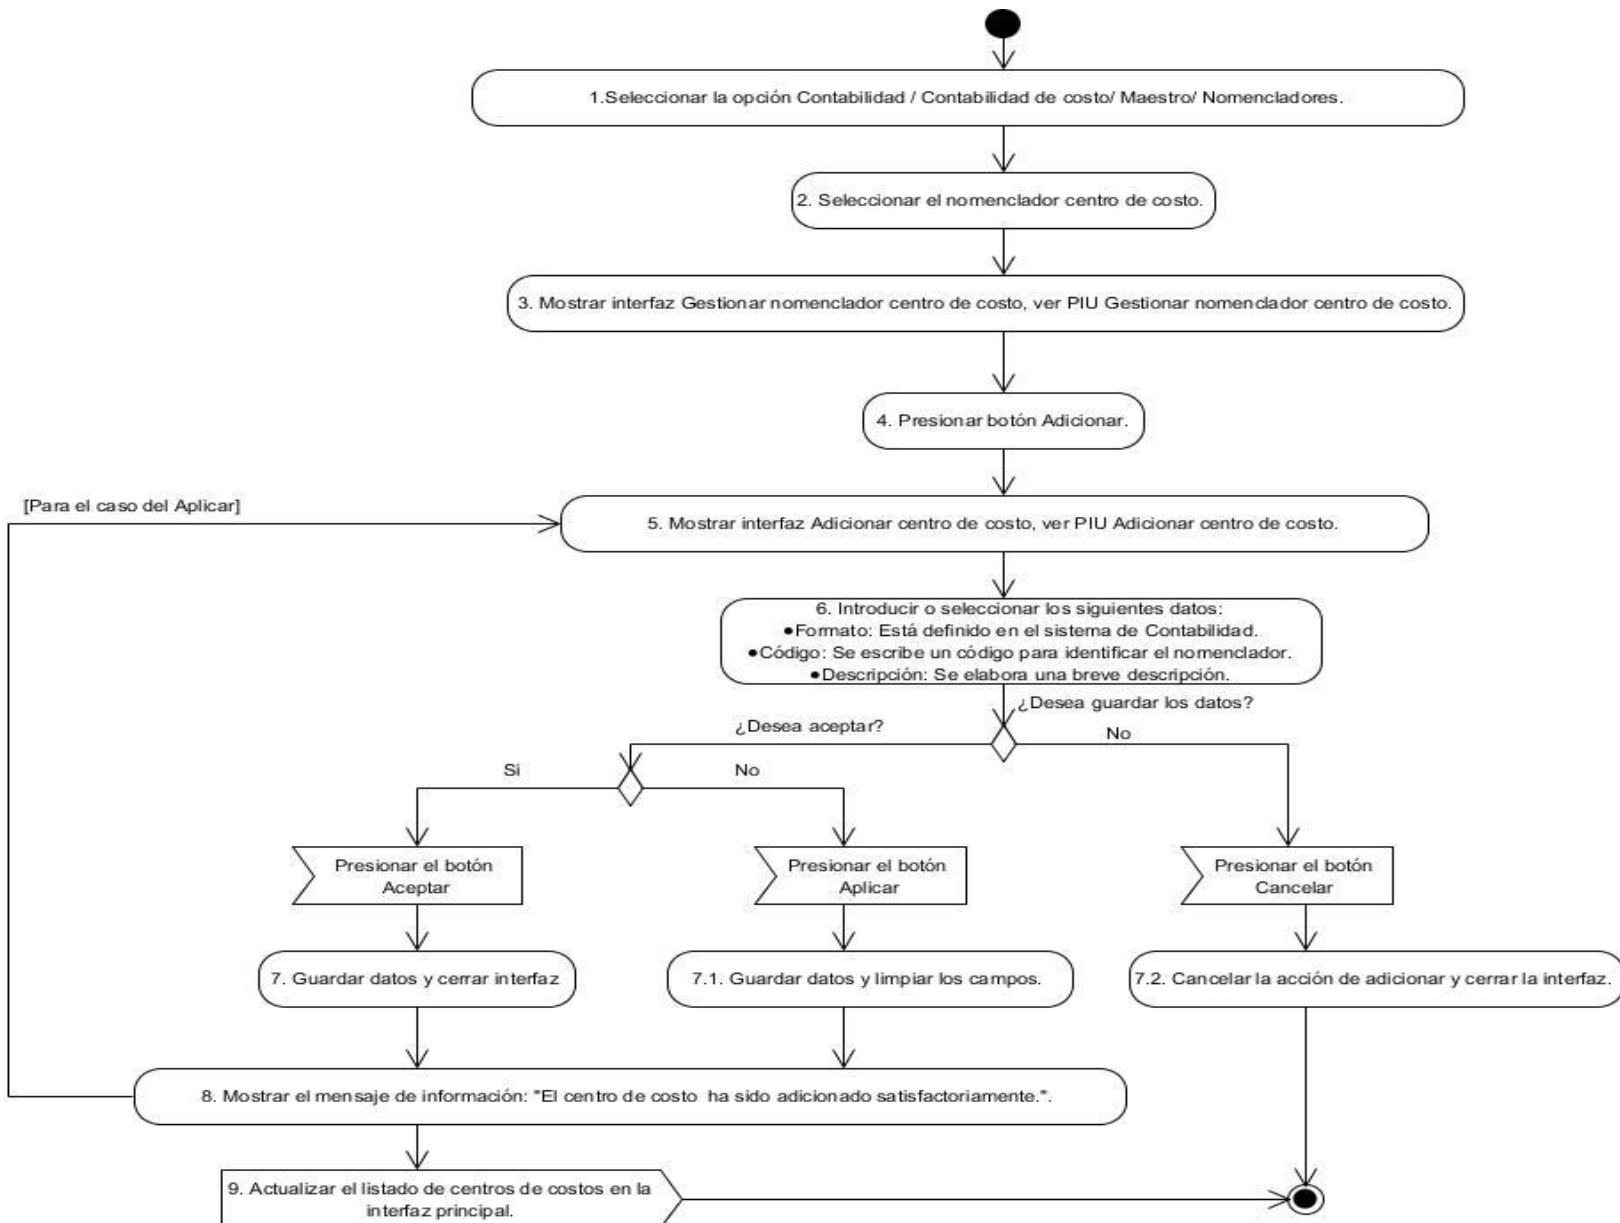 1.Seleccionar la opción Contabilidad / Contabilidad de costo/ Maestro/ Nomencladores.
2. Seleccionar el nomenclador centro de costo.
3. Mostrar interfaz Gestionar nomenclador centro de costo, ver PIU Gestionar nomenclador centro de costo.
4. Presionar botón Adicionar.
[Para el caso del Aplicar]
5. Mostrar interfaz Adicionar centro de costo, ver PIU Adicionar centro de costo.
6. Introducir o seleccionar los siguientes datos:
●Formato: Está definido en el sistema de Contabilidad.
●Código: Se escribe un código para identificar el nomenclador.
●Descripción: Se elabora una breve descripción.
¿Desea guardar los datos?
¿Desea aceptar?
No
Si
No
Presionar el botón
Aceptar
Presionar el botón
Aplicar
Presionar el botón
Cancelar
7. Guardar datos y cerrar interfaz
7.1. Guardar datos y limpiar los campos.
7.2. Cancelar la acción de adicionar y cerrar la interfaz.
8. Mostrar el mensaje de información: "El centro de costo  ha sido adicionado satisfactoriamente.".
9. Actualizar el listado de centros de costos en la
interfaz principal.